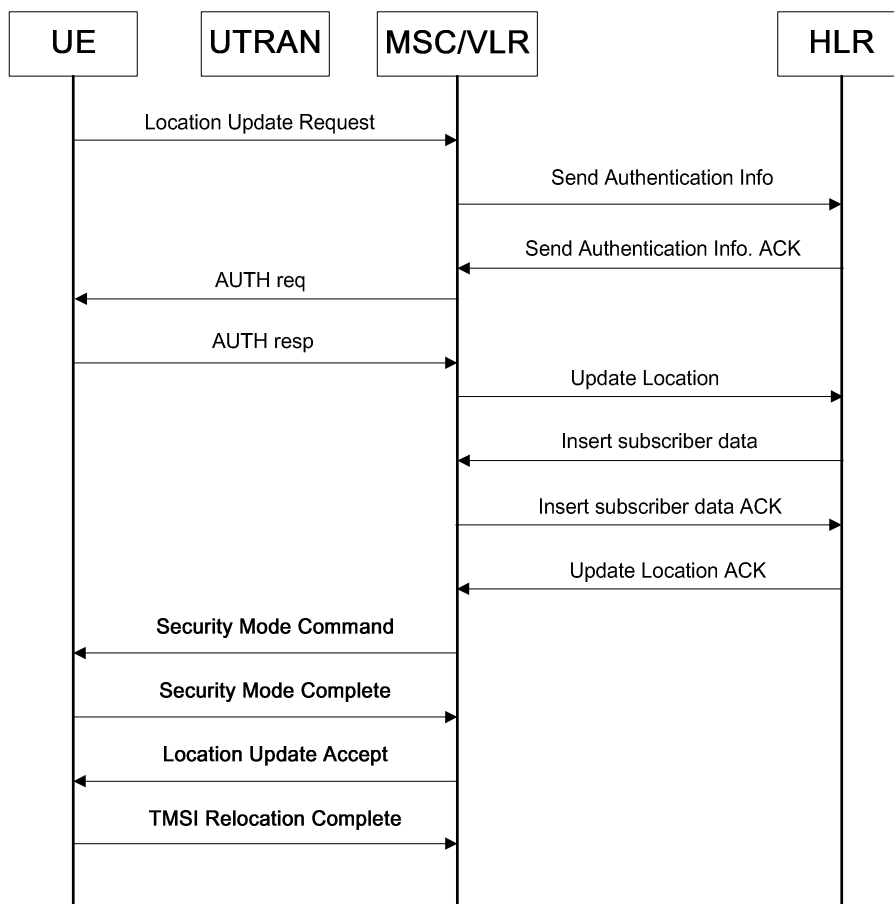 UE
UTRAN
MSC/VLR
HLR
Location Update Request
Send Authentication Info
Send Authentication Info. ACK
AUTH req
AUTH resp
Update Location
Insert subscriber data
Insert subscriber data ACK
Update Location ACK
Security Mode Command
Security Mode Complete
Location Update Accept
TMSI Relocation Complete